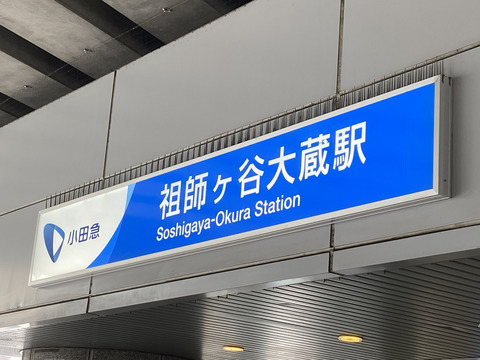 小田急
祖師ヶ谷大蔵駅
Soshigaya-Okura Station